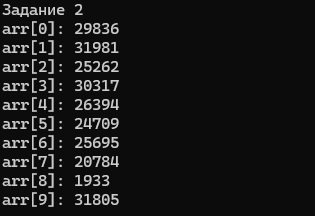 Задание 2
arr[0]: 29836
arr[1]: 31981
arr[2]: 25262
arr[3]: 30317
arr[4]: 26394
arr[5]: 24709
arr[6]: 25695
arr[7]: 20784
arr[8]: 1933
arr[9]: 31805